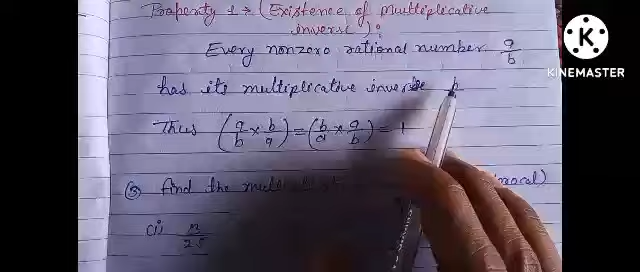 Property 1 :- (Existence of multiplicative
inverse) :
Every nonzero rational number a/b
has its multiplicative inverse b
Thus (a/b × b/a) = (b/a × a/b) = 1
③ find the
(i) 25
KINEMASTER